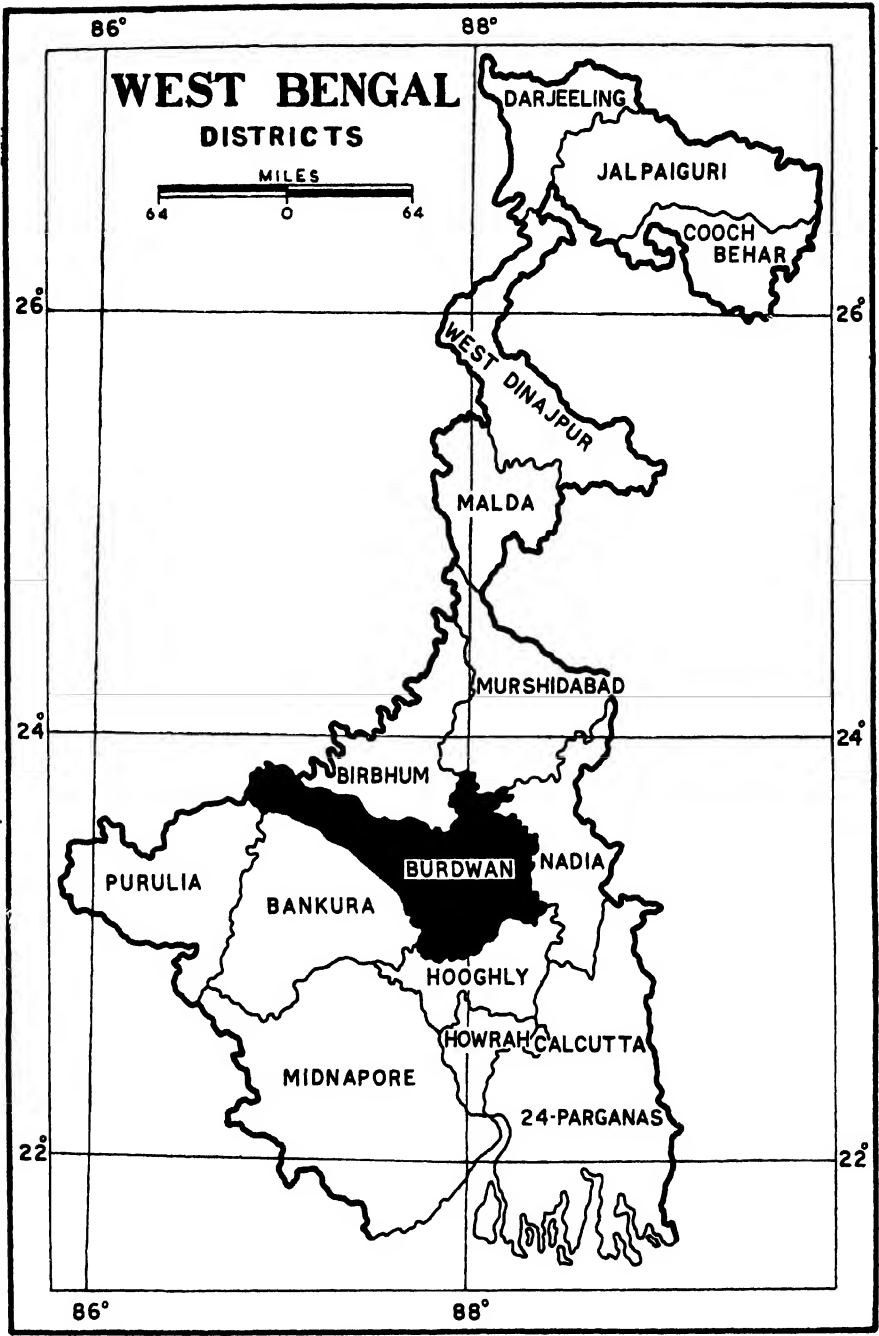 86° 88°
WEST BENGAL
DISTRICTS
MILES
64 0 64
DARJEELING
JALPAIGURI
COOCH
BEHAR
26° 26°
WEST DINAJPUR
MALDA
MURSHIDABAD
24° 24°
BIRBHUM
BURDWAN
NADIA
PURULIA
BANKURA
HOOGHLY
HOWRAH
CALCUTTA
MIDNAPORE
24-PARGANAS
22° 22°
86° 88°